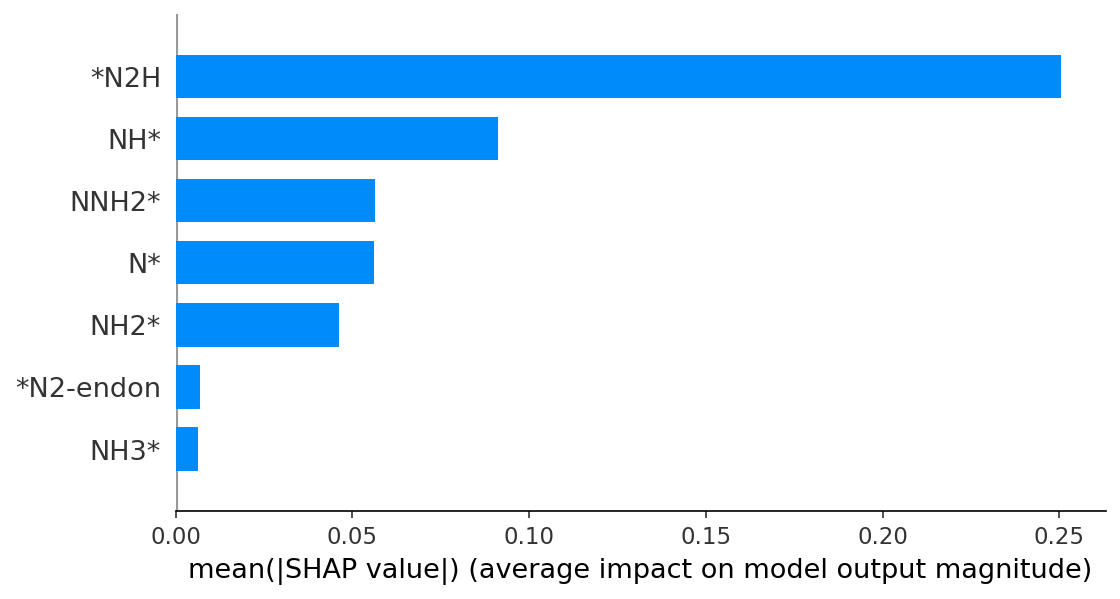 *N2H
NH*
NNH2*
N*
NH2*
*N2-endon
NH3*
0.00 0.05 0.10 0.15 0.20 0.25
mean(|SHAP value|) (average impact on model output magnitude)